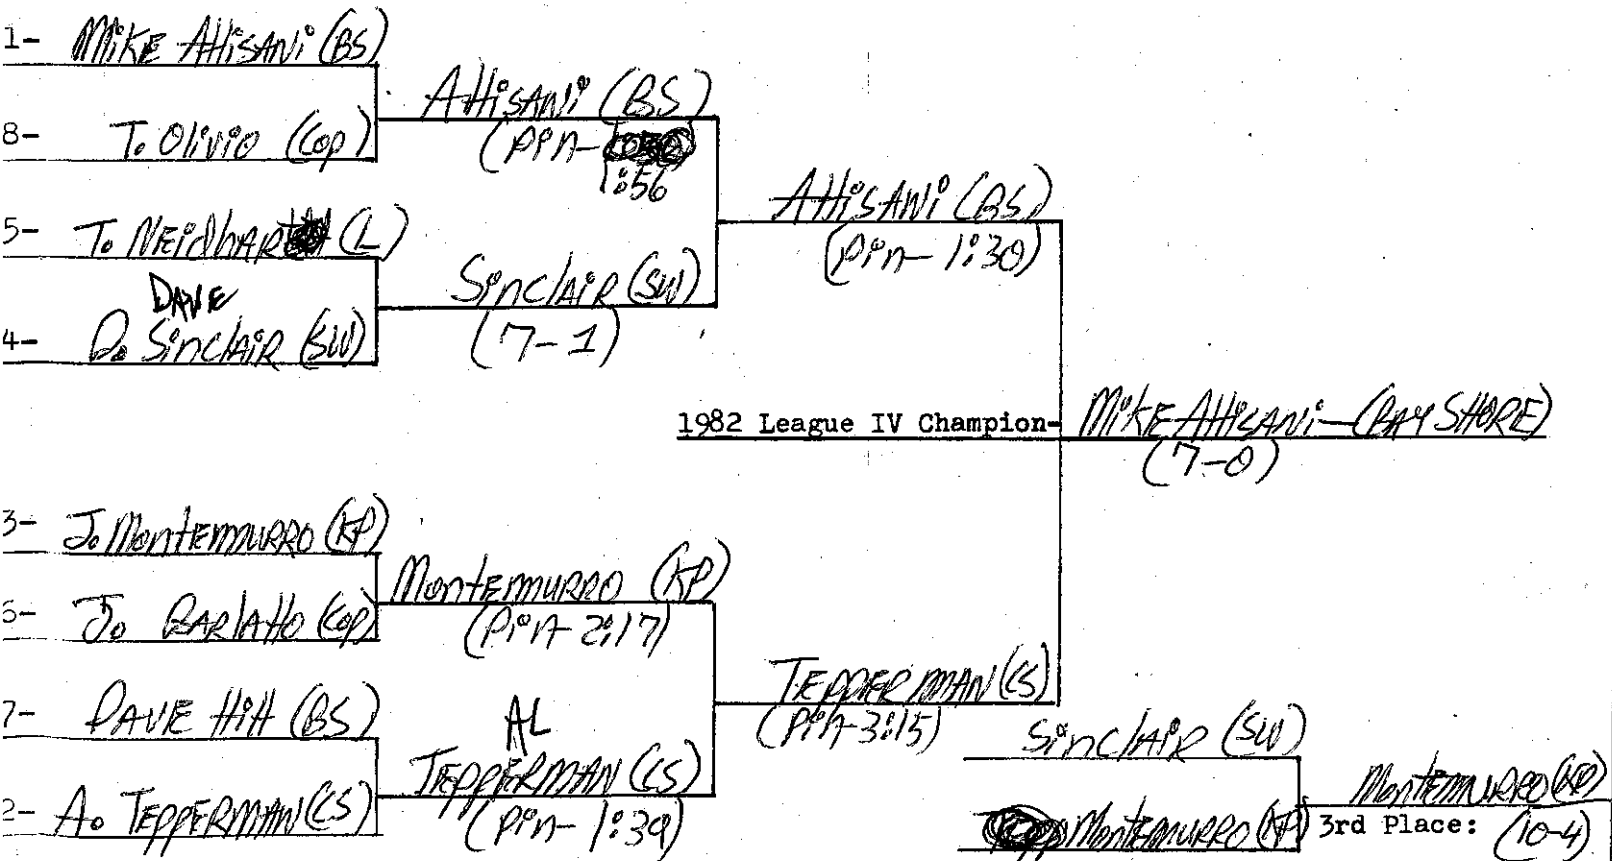 1- MIKE AttisANi (BS)
AttisANi (BS)
8- T. Olivio (Cop)
(Pin-
1:56
AttisANi (BS)
(Pin- 1:30)
5- T. NEidhARt (L)
DAVE
Sinclair (SW)
4- D. Sinclair (SW)
(7-1)
1982 League IV Champion- MIKE AttisANi - (BAY SHORE)
(7-0)
3- J. MontEmuRRO (KP)
MontEmuRRO (KP)
6- J. BARlAtto (Cop)
(Pin- 2:17)
TEPPERMAN (CS)
(Pin- 3:15)
7- DAVE Hitt (BS)
AL
TEPPERMAN (CS)
2- A. TEPPERMAN (CS)
(Pin- 1:39)
Sinclair (SW)
MontEmuRRO (KP)
MontEmuRRO (KP) 3rd Place: (10-4)